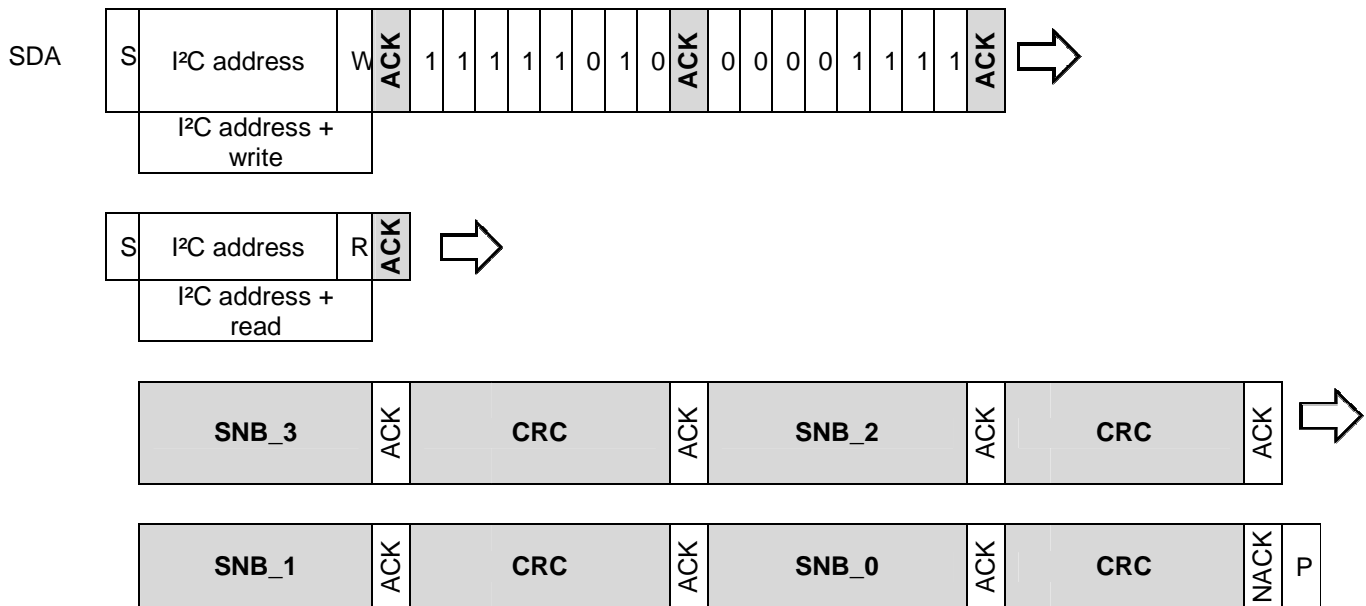 SDA S I²C address W ACK 1 1 1 1 1 0 1 0 ACK 0 0 0 0 1 1 1 1 ACK
I²C address +
write
S I²C address R ACK
I²C address +
read
SNB_3 ACK CRC ACK SNB_2 ACK CRC ACK
SNB_1 ACK CRC ACK SNB_0 ACK CRC NACK P